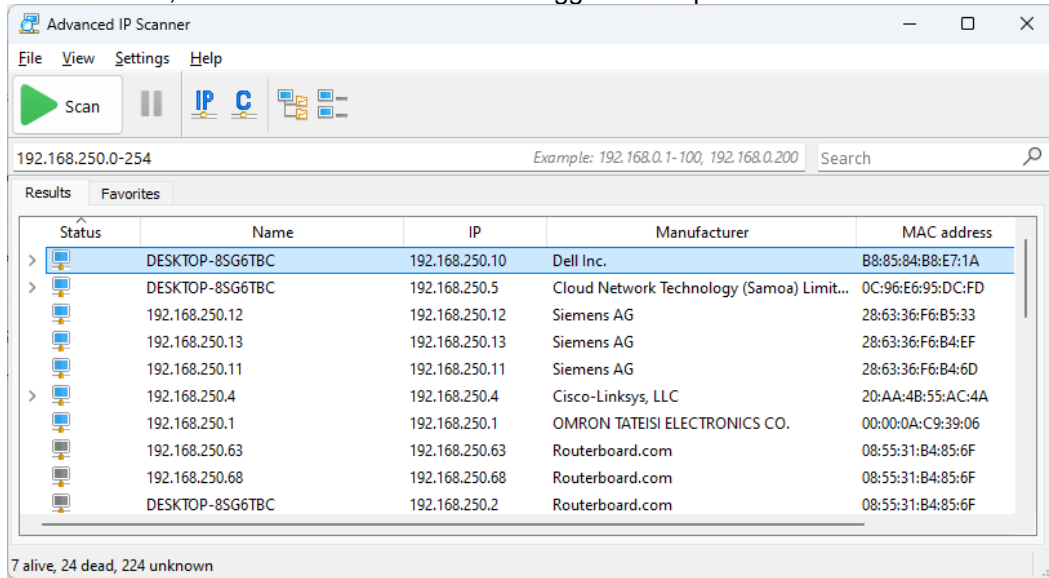 Advanced IP Scanner
File View Settings Help
Scan IP C
192.168.250.0-254 Example: 192.168.0.1-100, 192.168.0.200 Search
Results Favorites
Status Name IP Manufacturer MAC address
DESKTOP-8SG6TBC 192.168.250.10 Dell Inc. B8:85:84:B8:E7:1A
DESKTOP-8SG6TBC 192.168.250.5 Cloud Network Technology (Samoa) Limit... 0C:96:E6:95:DC:FD
192.168.250.12 192.168.250.12 Siemens AG 28:63:36:F6:B5:33
192.168.250.13 192.168.250.13 Siemens AG 28:63:36:F6:B4:EF
192.168.250.11 192.168.250.11 Siemens AG 28:63:36:F6:B4:6D
192.168.250.4 192.168.250.4 Cisco-Linksys, LLC 20:AA:4B:55:AC:4A
192.168.250.1 192.168.250.1 OMRON TATEISI ELECTRONICS CO. 00:00:0A:C9:39:06
192.168.250.63 192.168.250.63 Routerboard.com 08:55:31:B4:85:6F
192.168.250.68 192.168.250.68 Routerboard.com 08:55:31:B4:85:6F
DESKTOP-8SG6TBC 192.168.250.2 Routerboard.com 08:55:31:B4:85:6F
7 alive, 24 dead, 224 unknown